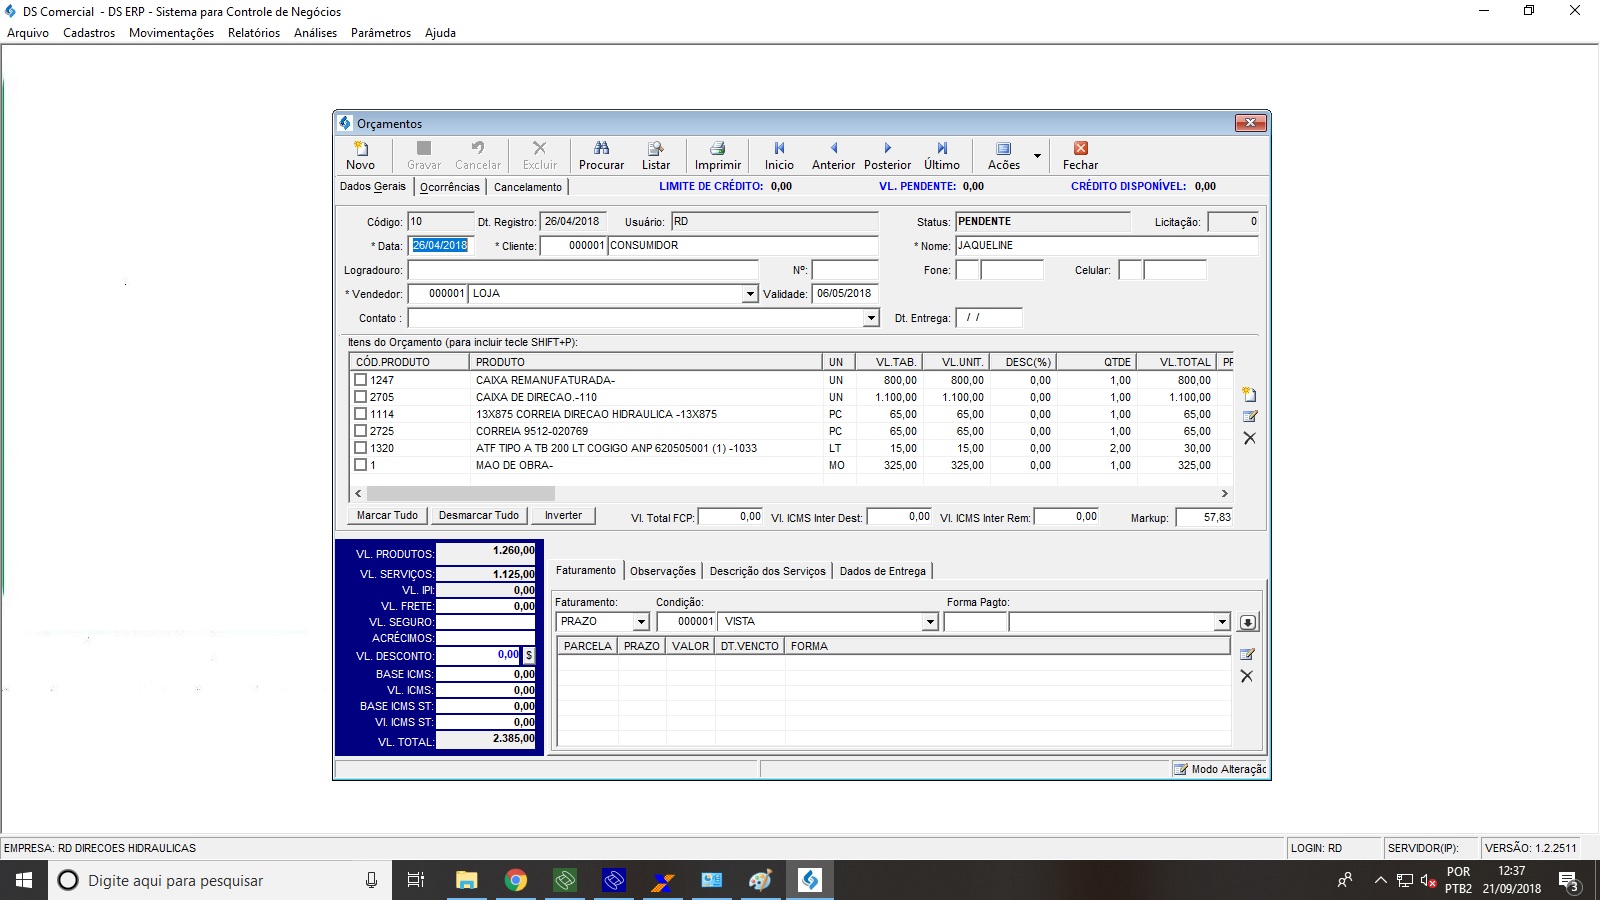 DS Comercial - DS ERP - Sistema para Controle de Negócios
Arquivo Cadastros Movimentações Relatórios Análises Parâmetros Ajuda
Orçamentos
Novo Gravar Cancelar Excluir Procurar Listar Imprimir Inicio Anterior Posterior Último Acões Fechar
Dados Gerais Ocorrências Cancelamento LIMITE DE CRÉDITO: 0,00 VL. PENDENTE: 0,00 CRÉDITO DISPONÍVEL: 0,00
Código: 10 Dt. Registro: 26/04/2018 Usuário: RD Status: PENDENTE Licitação: 0
* Data: 26/04/2018 * Cliente: 000001 CONSUMIDOR * Nome: JAQUELINE
Logradouro: Nº: Fone: Celular:
* Vendedor: 000001 LOJA Validade: 06/05/2018
Contato : Dt. Entrega: / /
Itens do Orçamento (para incluir tecle SHIFT+P):
CÓD.PRODUTO PRODUTO UN VL.TAB. VL.UNIT. DESC(%) QTDE VL.TOTAL PF
1247 CAIXA REMANUFATURADA- UN 800,00 800,00 0,00 1,00 800,00
2705 CAIXA DE DIRECAO.-110 UN 1.100,00 1.100,00 0,00 1,00 1.100,00
1114 13X875 CORREIA DIRECAO HIDRAULICA -13X875 PC 65,00 65,00 0,00 1,00 65,00
2725 CORREIA 9512-020769 PC 65,00 65,00 0,00 1,00 65,00
1320 ATF TIPO A TB 200 LT COGIGO ANP 620505001 (1) -1033 LT 15,00 15,00 0,00 2,00 30,00
1 MAO DE OBRA- MO 325,00 325,00 0,00 1,00 325,00
Marcar Tudo Desmarcar Tudo Inverter Vl. Total FCP: 0,00 Vl. ICMS Inter Dest: 0,00 Vl. ICMS Inter Rem: 0,00 Markup: 57,83
VL. PRODUTOS: 1.260,00
VL. SERVIÇOS: 1.125,00
VL. IPI: 0,00
VL. FRETE: 0,00
VL. SEGURO:
ACRÉCIMOS:
VL. DESCONTO: 0,00 $
BASE ICMS: 0,00
VL. ICMS: 0,00
BASE ICMS ST: 0,00
Vl. ICMS ST: 0,00
VL. TOTAL: 2.385,00
Faturamento Observações Descrição dos Serviços Dados de Entrega
Faturamento: Condição: Forma Pagto:
PRAZO 000001 VISTA
PARCELA PRAZO VALOR DT.VENCTO FORMA
Modo Alteração
EMPRESA: RD DIRECOES HIDRAULICAS LOGIN: RD SERVIDOR(IP): VERSÃO: 1.2.2511
Digite aqui para pesquisar
POR 12:37
PTB2 21/09/2018 3